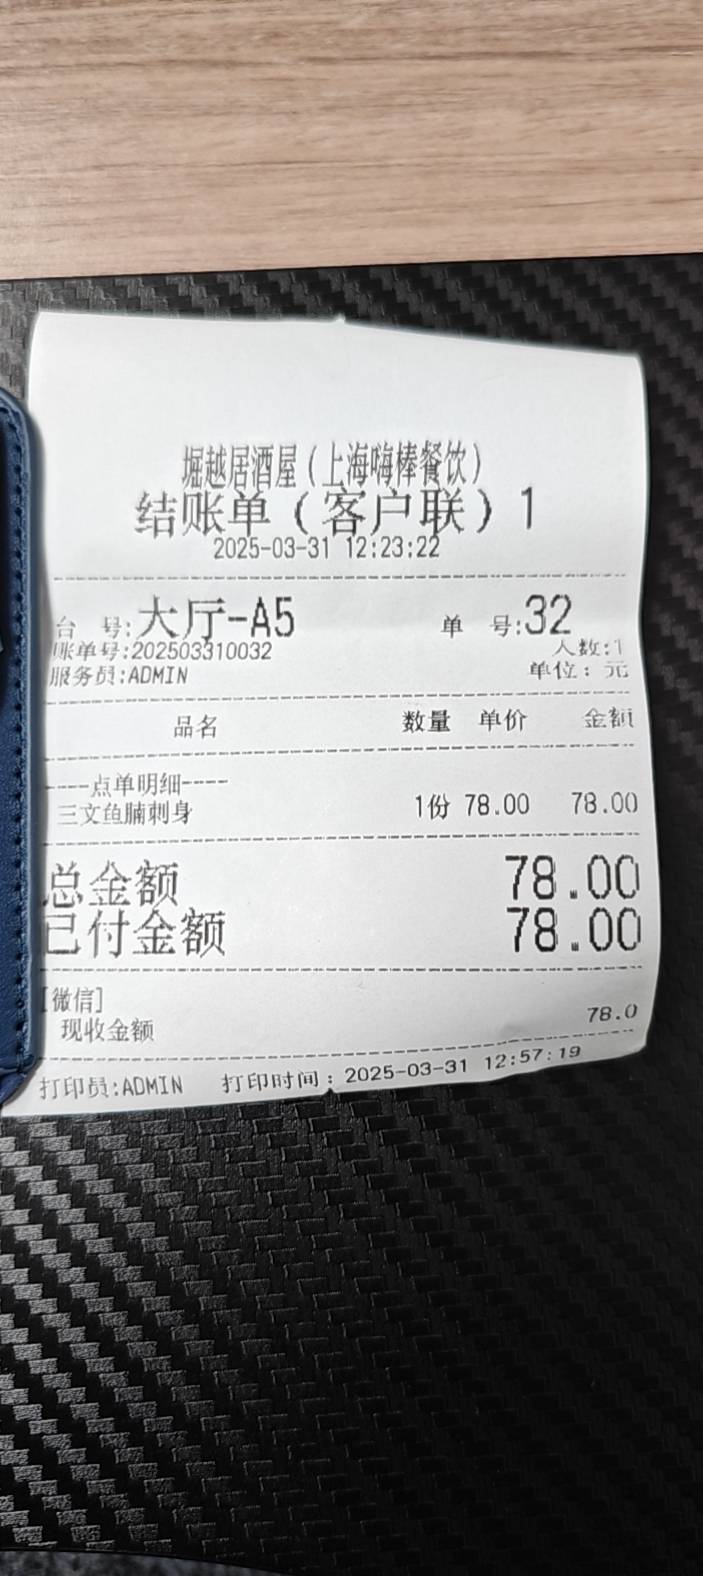 堀越居酒屋（上海嗨棒餐饮）
结账单（客户联）1
2025-03-31 12:23:22
台 号:大厅-A5 单 号:32
账单号:202503310032 人数:1
服务员:ADMIN 单位：元
品名 数量 单价 金额
----点单明细----
三文鱼腩刺身 1份 78.00 78.00
总金额 78.00
已付金额 78.00
[微信]
现收金额 78.0
打印员:ADMIN 打印时间：2025-03-31 12:57:19